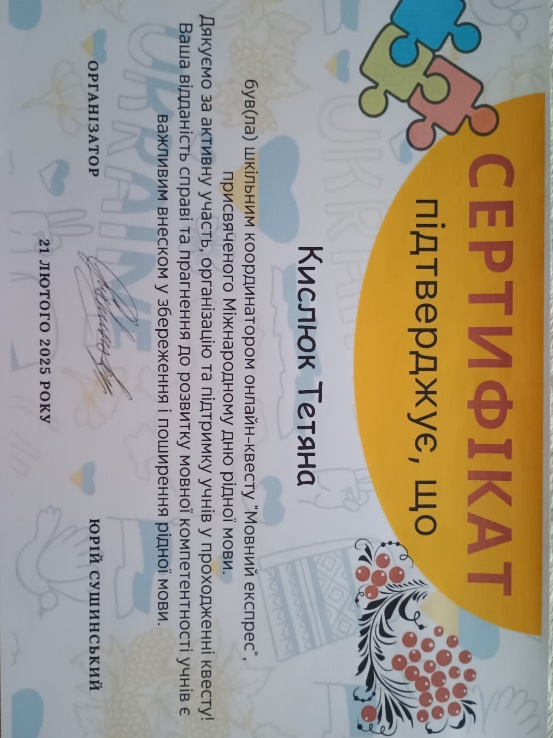 СЕРТИФІКАТ
підтверджує, що
Кислюк Тетяна
був(ла) шкільним координатором онлайн-квесту "Мовний експрес",
присвяченого Міжнародному дню рідної мови.
Дякуємо за активну участь, організацію та підтримку учнів у проходженні квесту!
Ваша відданість справі та прагнення до розвитку мовної компетентності учнів є
важливим внеском у збереження і поширення рідної мови.
ОРГАНІЗАТОР
ЮРІЙ СУШИНСЬКИЙ
21 ЛЮТОГО 2025 РОКУ
UKRAINE
UKRAINE